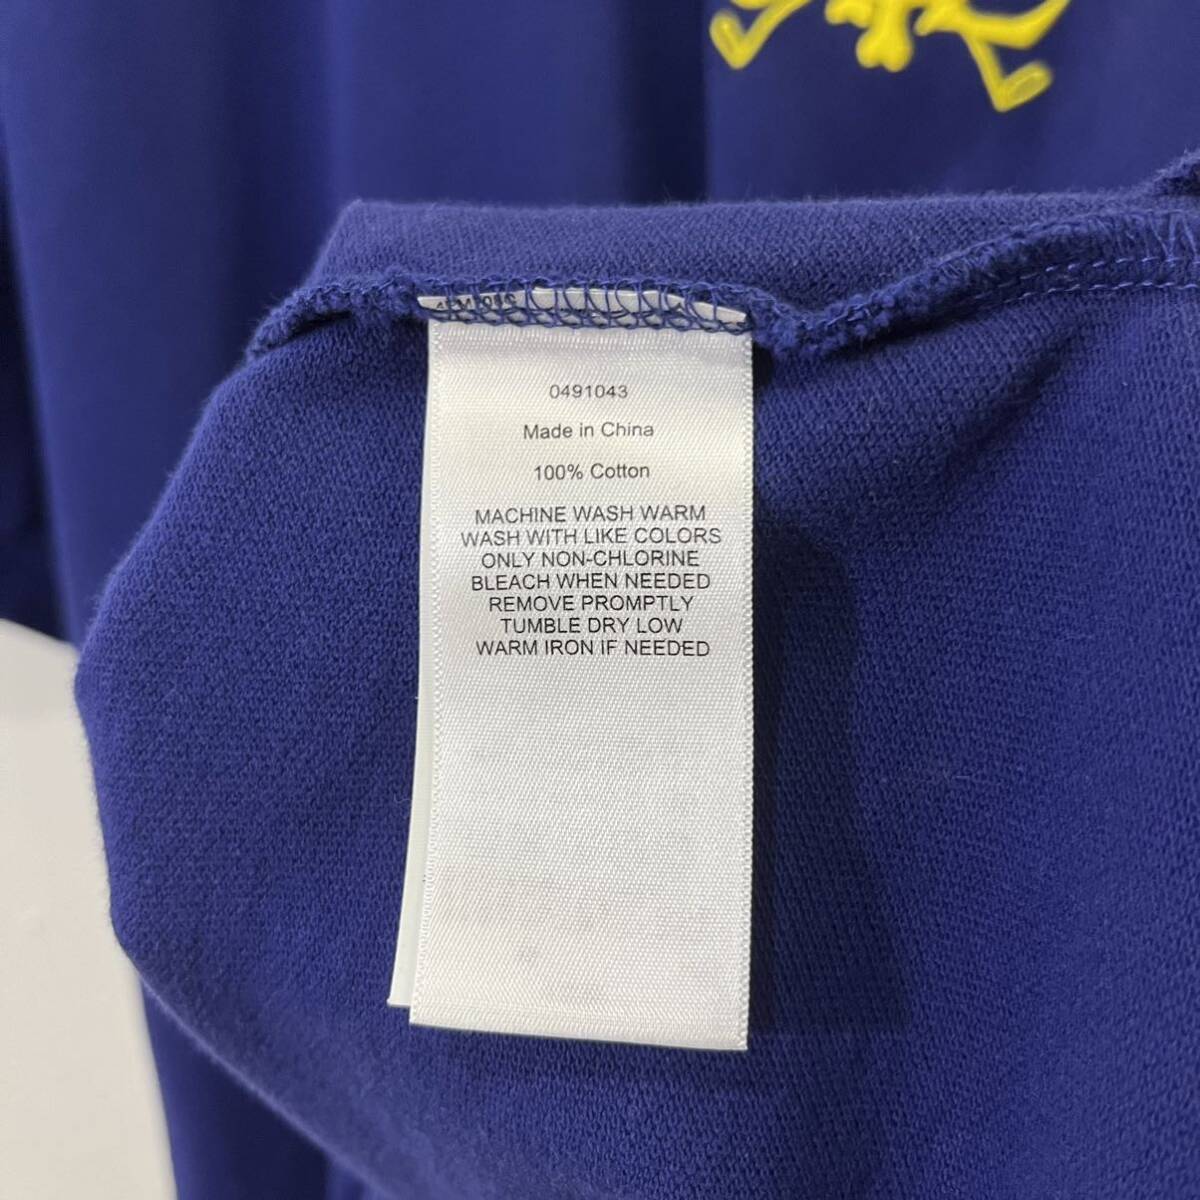 0491043
Made in China
100% Cotton
MACHINE WASH WARM
WASH WITH LIKE COLORS
ONLY NON-CHLORINE
BLEACH WHEN NEEDED
REMOVE PROMPTLY
TUMBLE DRY LOW
WARM IRON IF NEEDED